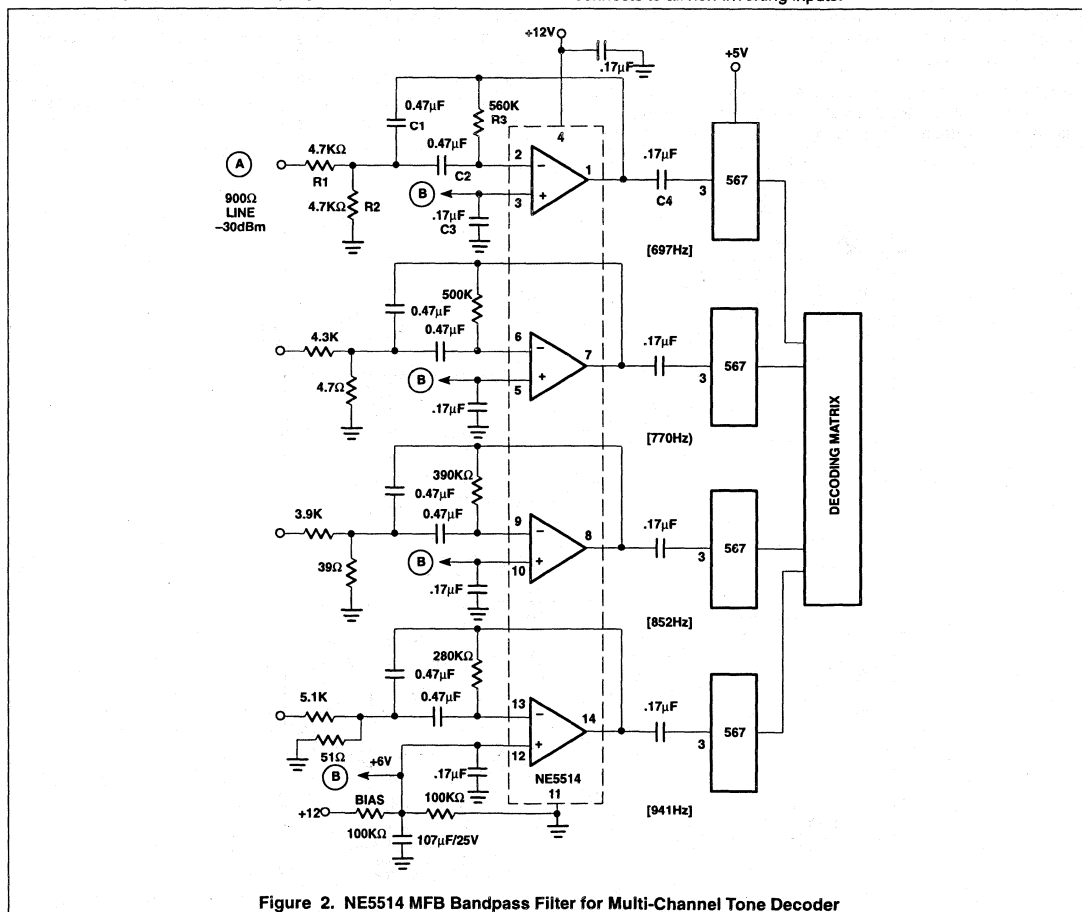 connects to all non-inverting inputs.
+12V
.17µF
+5V
0.47µF
C1
560K
R3
0.47µF
C2
4
2
1
3
A
4.7KΩ
R1
4.7KΩ
R2
900Ω
LINE
–30dBm
B
.17µF
C3
.17µF
C4
3
567
[697Hz]
500K
0.47µF
0.47µF
6
7
5
4.3K
4.7Ω
B
.17µF
.17µF
3
567
[770Hz)
DECODING MATRIX
390KΩ
0.47µF
0.47µF
9
8
10
3.9K
39Ω
B
.17µF
.17µF
3
567
[852Hz]
280KΩ
0.47µF
0.47µF
13
14
12
5.1K
51Ω
B
+6V
.17µF
NE5514
11
.17µF
3
567
[941Hz]
+12
BIAS
100KΩ
100KΩ
107µF/25V
Figure 2. NE5514 MFB Bandpass Filter for Multi-Channel Tone Decoder